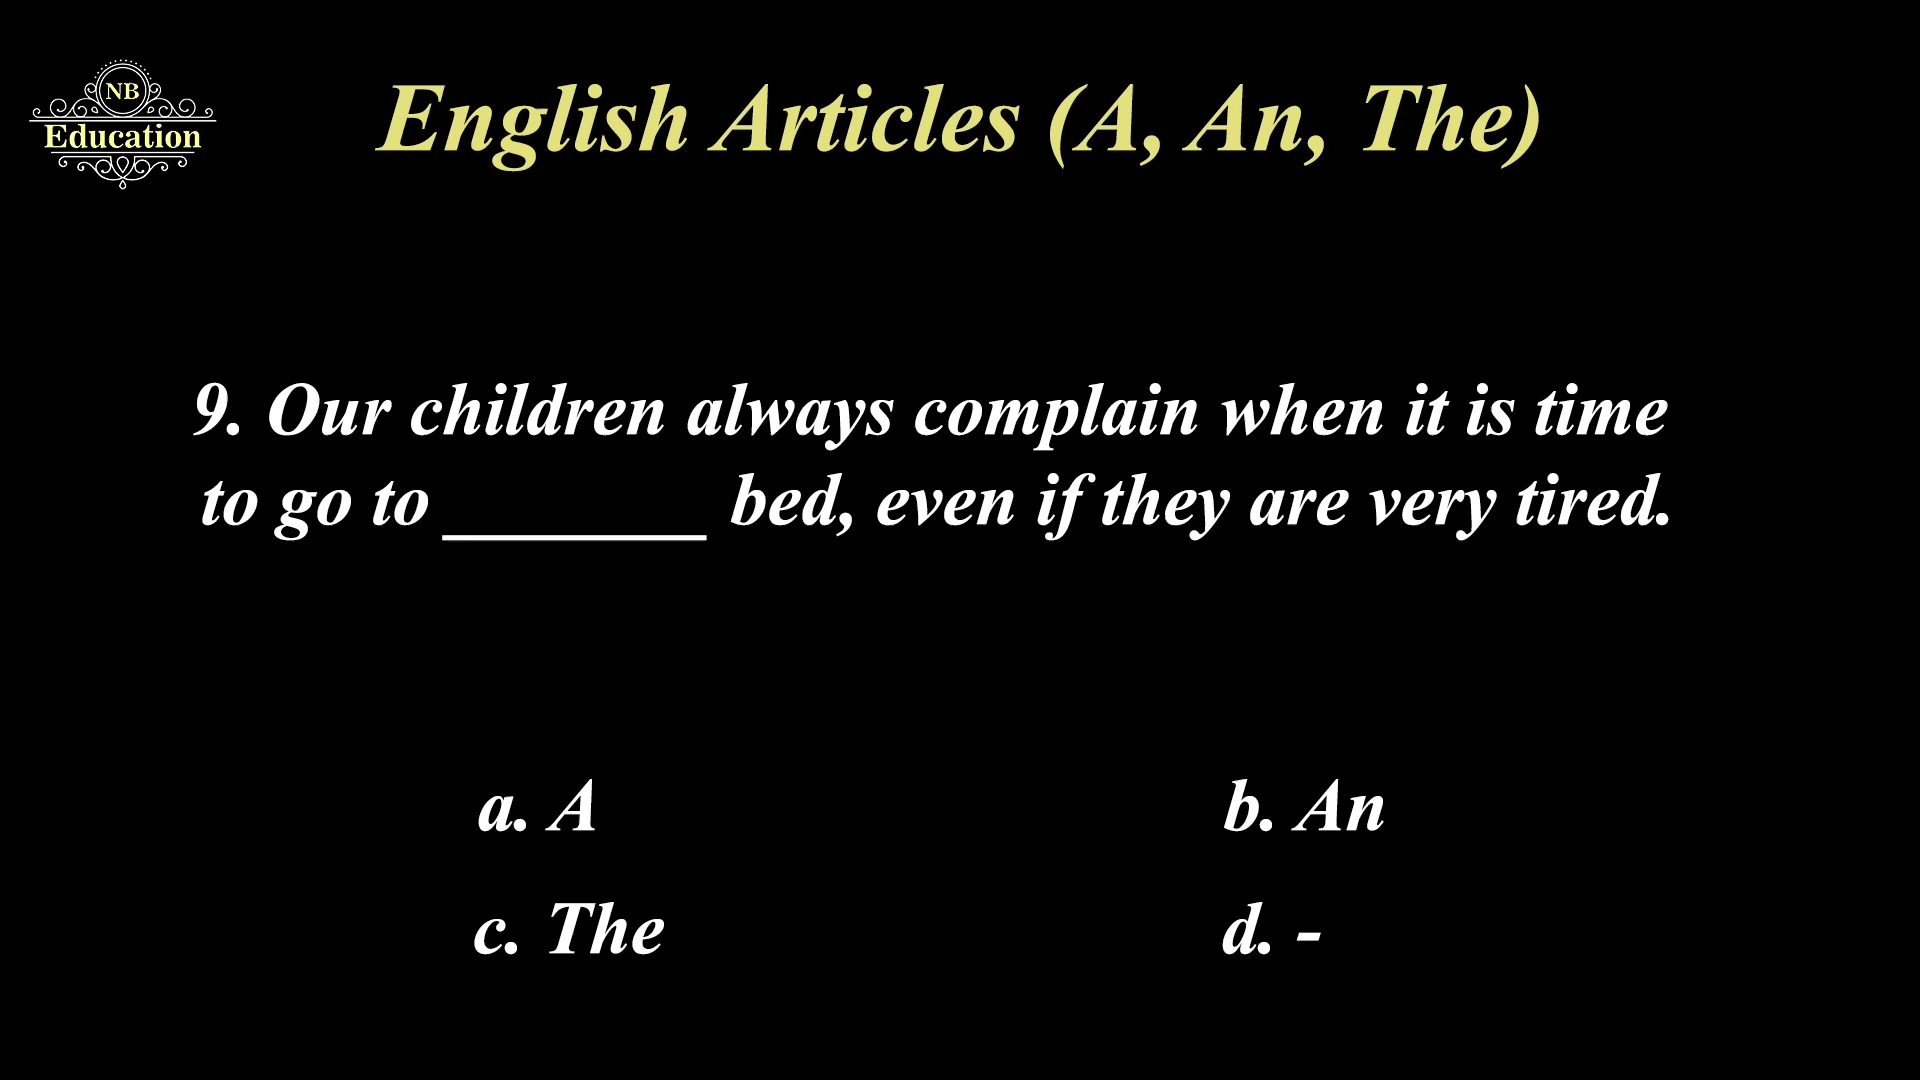 NB
Education
English Articles (A, An, The)
9. Our children always complain when it is time
to go to _______ bed, even if they are very tired.
a. A
b. An
c. The
d. -